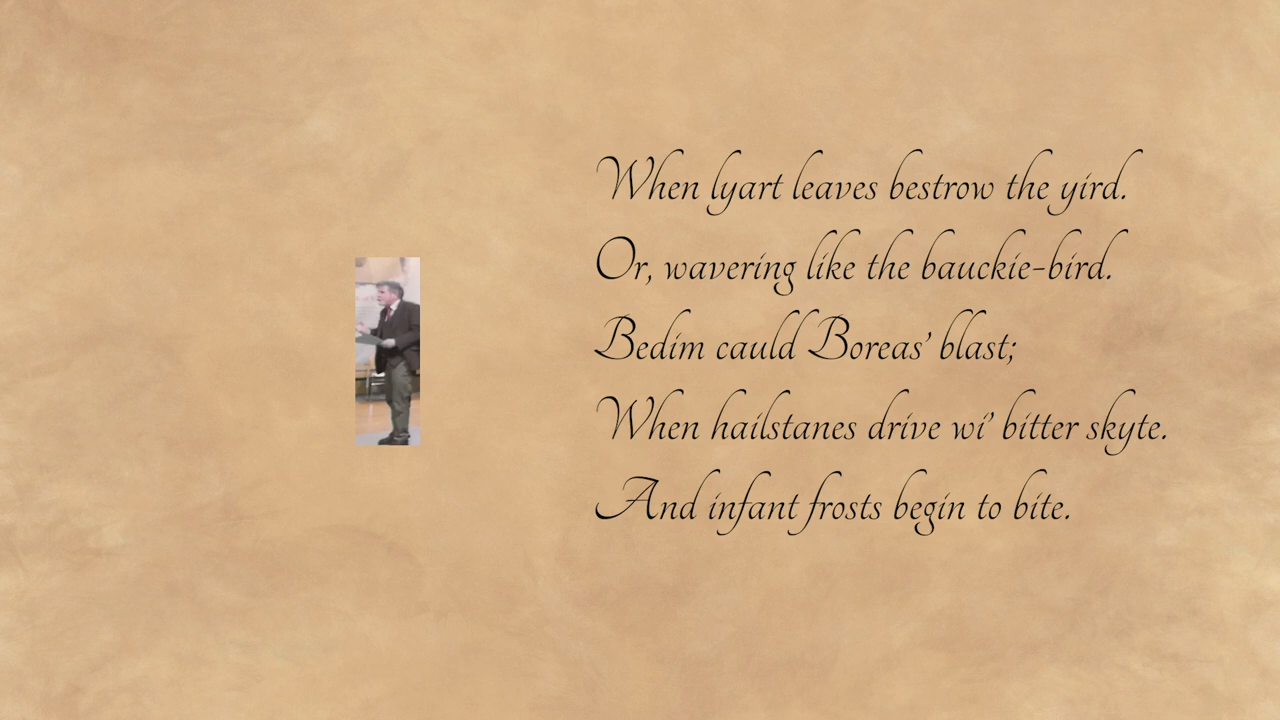 When lyart leaves bestrow the yird.
Or, wavering like the bauckie-bird.
Bedim cauld Boreas' blast;
When hailstanes drive wi' bitter skyte.
And infant frosts begin to bite.